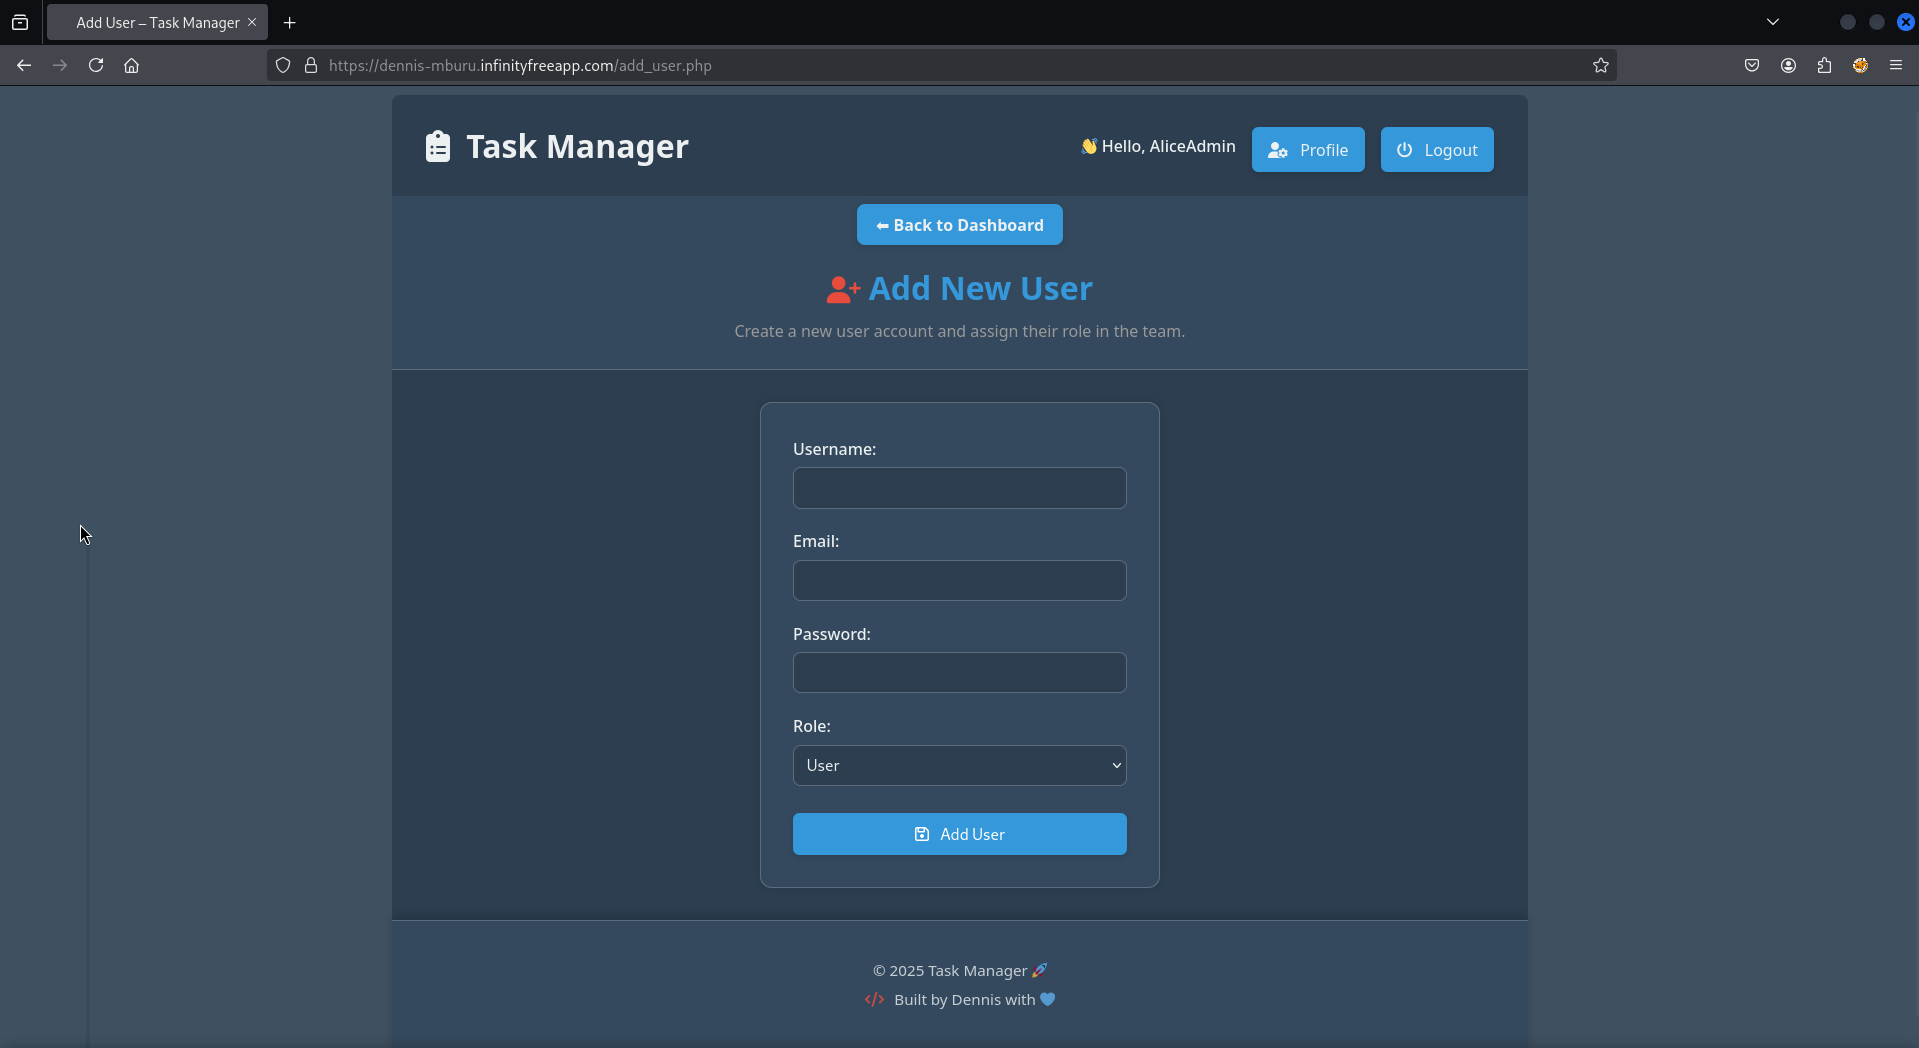 Add User – Task Manager
https://dennis-mburu.infinityfreeapp.com/add_user.php
Task Manager
👋 Hello, AliceAdmin
Profile
Logout
⬅ Back to Dashboard
Add New User
Create a new user account and assign their role in the team.
Username:
Email:
Password:
Role:
User
Add User
© 2025 Task Manager 🚀
</> Built by Dennis with 💙